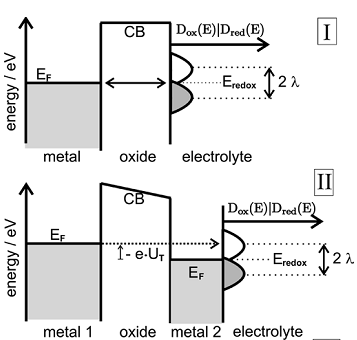 I
D_ox(E)|D_red(E)
CB
energy / eV
E_F
E_redox
2 λ
metal oxide electrolyte
II
D_ox(E)|D_red(E)
CB
energy / eV
E_F
- e·U_T
E_F
E_redox
2 λ
metal 1 oxide metal 2 electrolyte